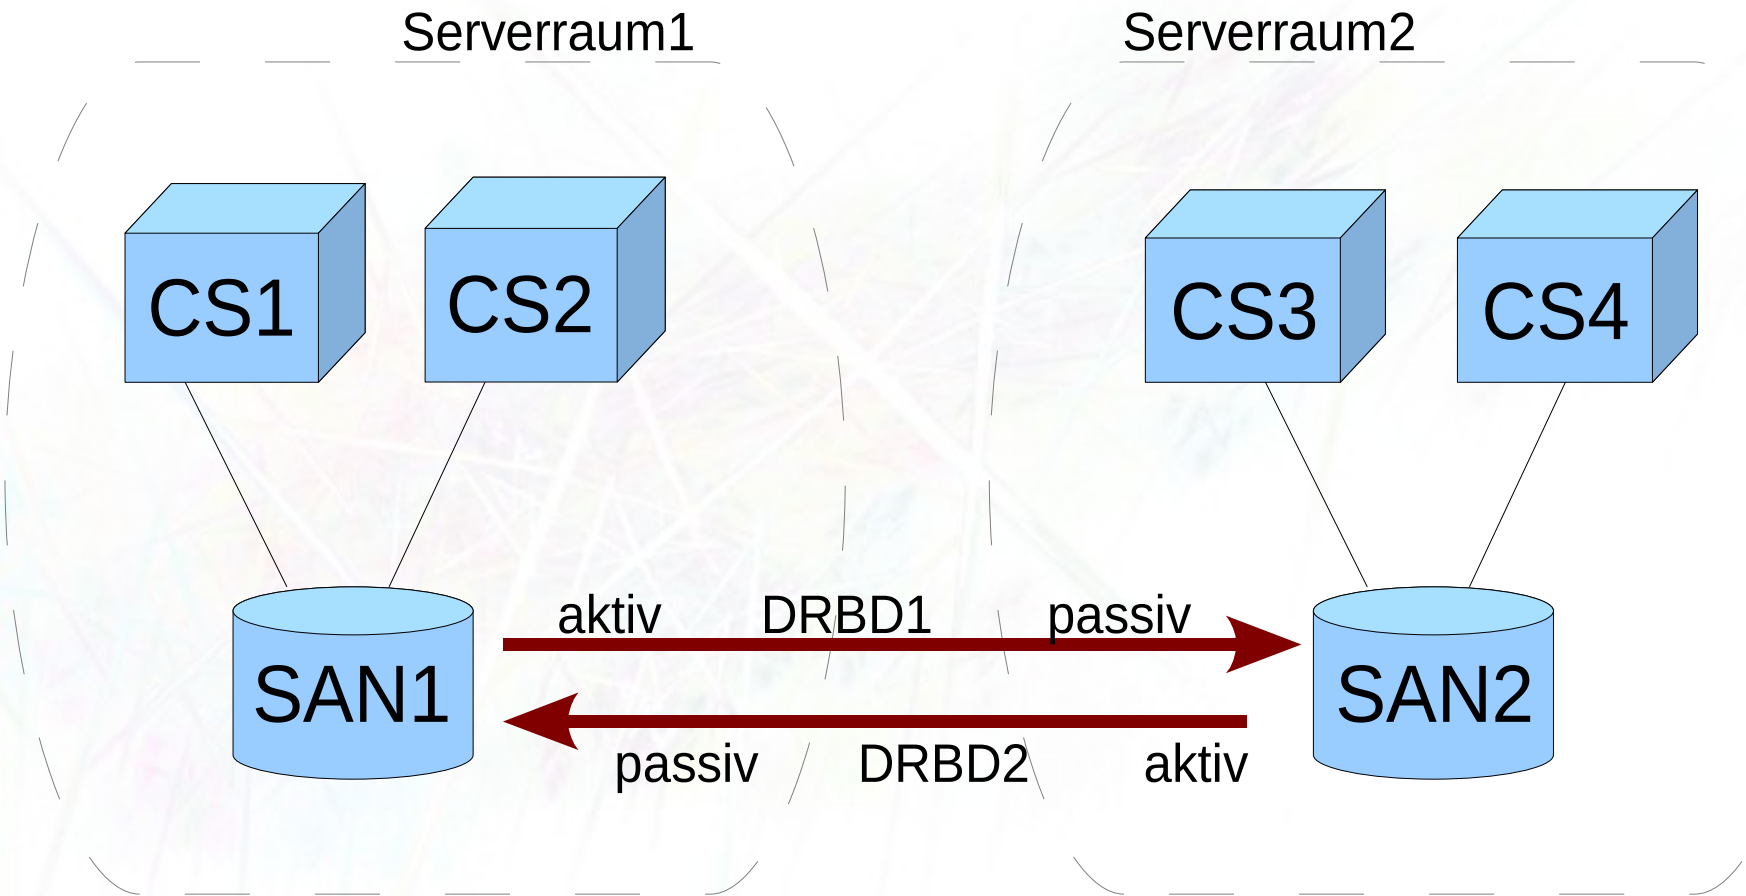 Serverraum1
Serverraum2
CS1
CS2
CS3
CS4
aktiv DRBD1 passiv
SAN1
SAN2
passiv DRBD2 aktiv